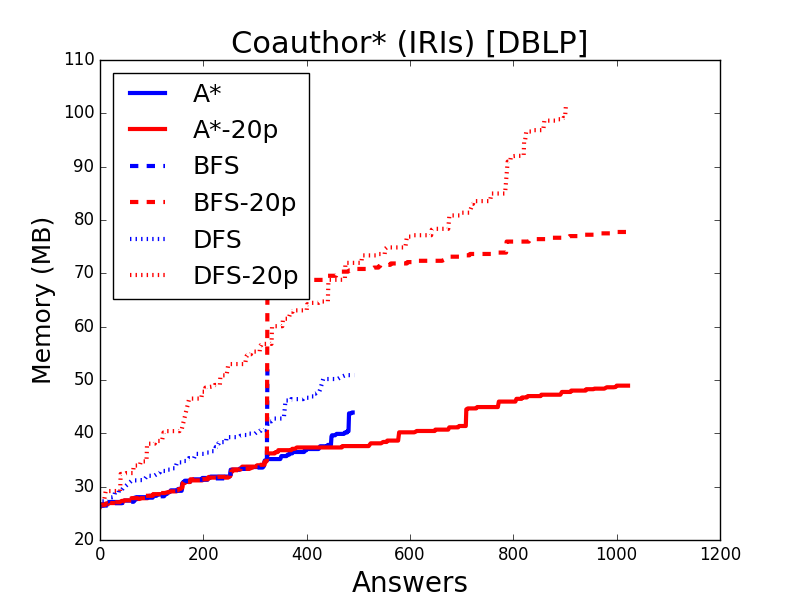 Coauthor* (IRIs) [DBLP]
110
100
90
80
70
60
50
40
30
20
Memory (MB)
A*
A*-20p
BFS
BFS-20p
DFS
DFS-20p
0 200 400 600 800 1000 1200
Answers